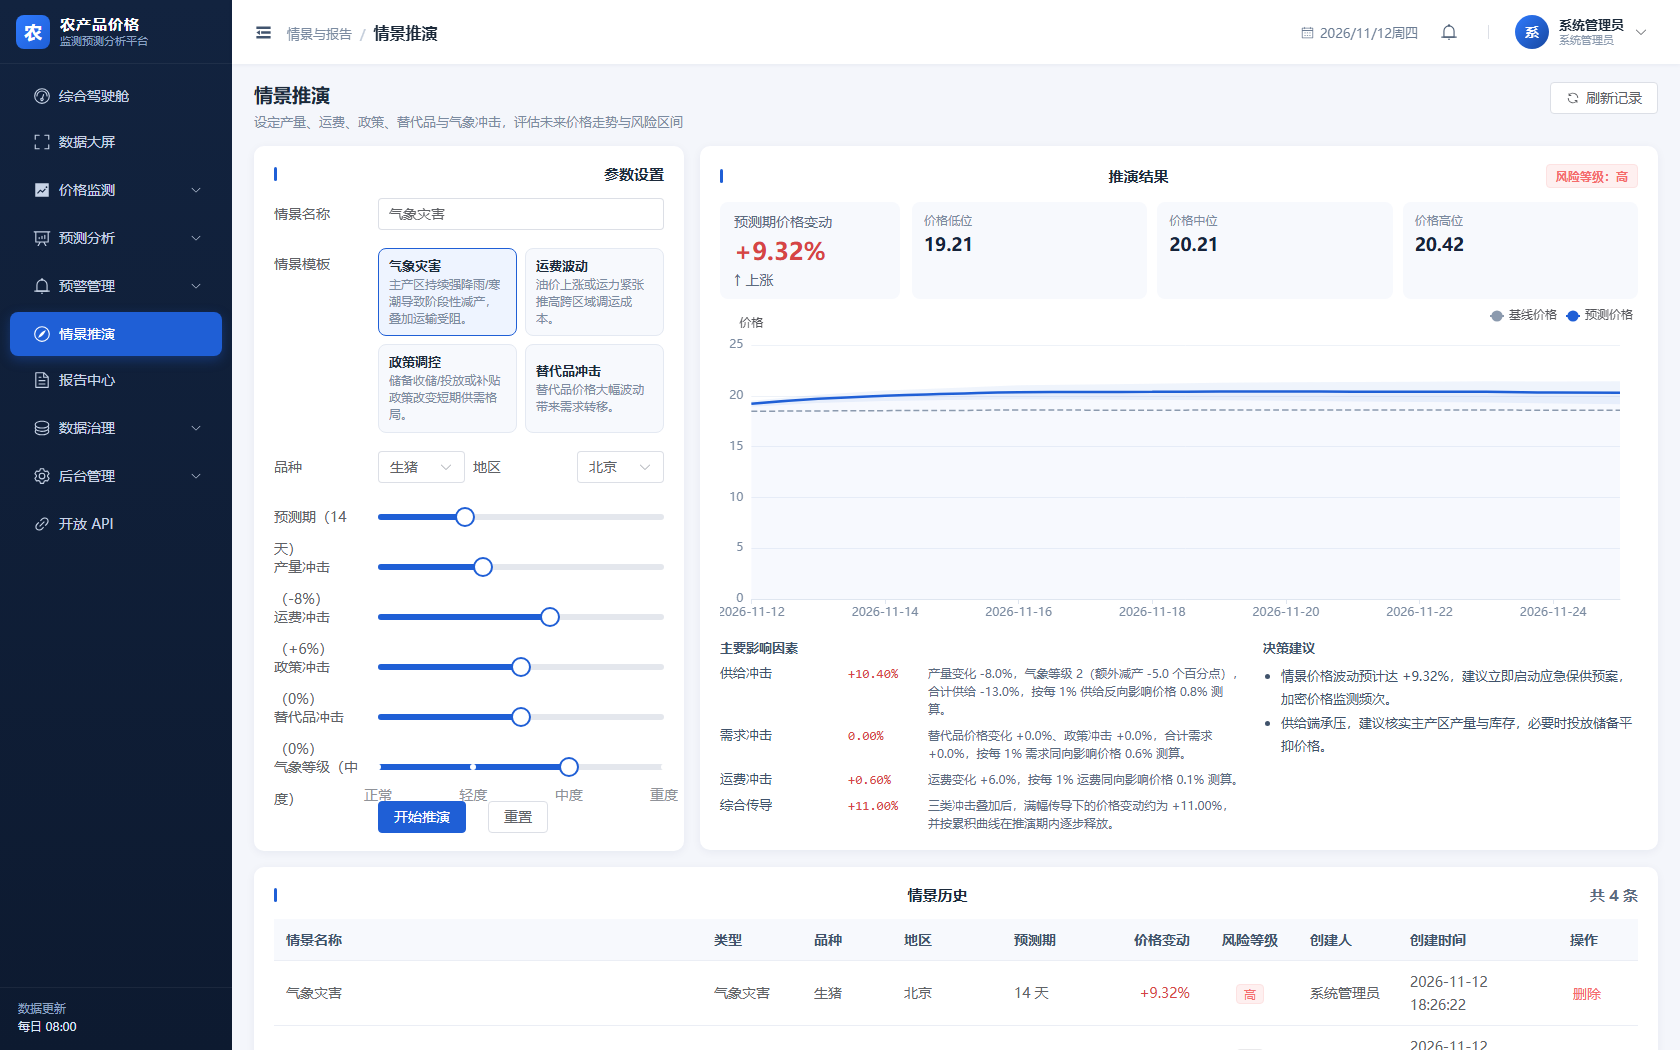 农
农产品价格
监测预测分析平台
综合驾驶舱
数据大屏
价格监测
预测分析
预警管理
情景推演
报告中心
数据治理
后台管理
开放 API
数据更新
每日 08:00
情景与报告 / 情景推演
2026/11/12周四
系
系统管理员
系统管理员
情景推演
设定产量、运费、政策、替代品与气象冲击，评估未来价格走势与风险区间
刷新记录
参数设置
情景名称
气象灾害
情景模板
气象灾害
主产区持续强降雨/寒
潮导致阶段性减产，
叠加运输受阻。
运费波动
油价上涨或运力紧张
推高跨区域调运成
本。
政策调控
储备收储/投放或补贴
政策改变短期供需格
局。
替代品冲击
替代品价格大幅波动
带来需求转移。
品种
生猪
地区
北京
预测期（14
天）
产量冲击
（-8%）
运费冲击
（+6%）
政策冲击
（0%）
替代品冲击
（0%）
气象等级（中
度）
正常
轻度
中度
重度
开始推演
重置
推演结果
风险等级：高
预测期价格变动
+9.32%
↑ 上涨
价格低位
19.21
价格中位
20.21
价格高位
20.42
价格
基线价格
预测价格
25
20
15
10
5
0
2026-11-12
2026-11-14
2026-11-16
2026-11-18
2026-11-20
2026-11-22
2026-11-24
主要影响因素
供给冲击
+10.40%
产量变化 -8.0%，气象等级 2（额外减产 -5.0 个百分点），
合计供给 -13.0%，按每 1% 供给反向影响价格 0.8% 测
算。
需求冲击
0.00%
替代品价格变化 +0.0%、政策冲击 +0.0%，合计需求
+0.0%，按每 1% 需求同向影响价格 0.6% 测算。
运费冲击
+0.60%
运费变化 +6.0%，按每 1% 运费同向影响价格 0.1% 测算。
综合传导
+11.00%
三类冲击叠加后，满幅传导下的价格变动约为 +11.00%，
并按累积曲线在推演期内逐步释放。
决策建议
情景价格波动预计达 +9.32%，建议立即启动应急保供预案，
加密价格监测频次。
供给端承压，建议核实主产区产量与库存，必要时投放储备平
抑价格。
情景历史
共 4 条
情景名称
类型
品种
地区
预测期
价格变动
风险等级
创建人
创建时间
操作
气象灾害
气象灾害
生猪
北京
14 天
+9.32%
高
系统管理员
2026-11-12
18:26:22
删除
2026-11-12